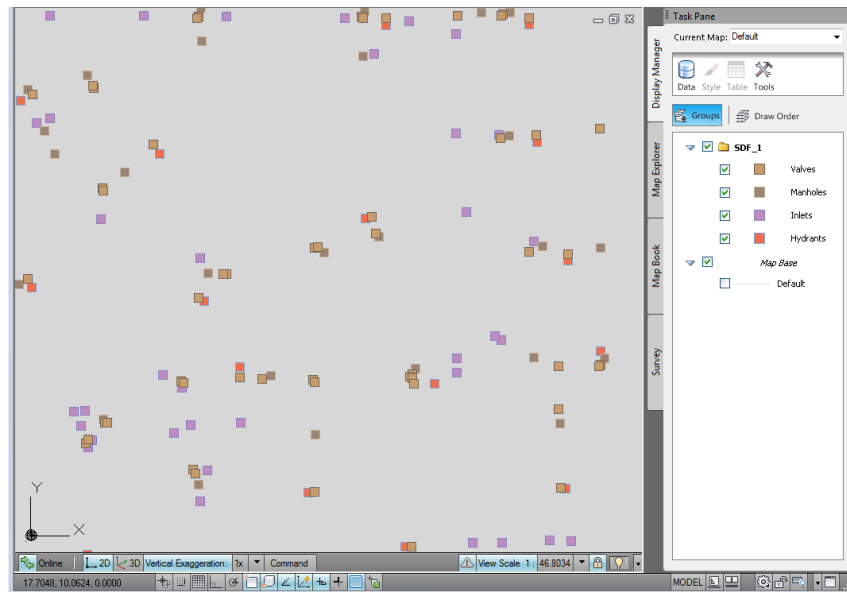 Task Pane
Current Map: Default
Data Style Table Tools
Groups Draw Order
SDF_1
Valves
Manholes
Inlets
Hydrants
Map Base
Default
Display Manager
Map Explorer
Map Book
Survey
Y
X
Online 2D 3D Vertical Exaggeration: 1x Command View Scale 1 : 46.8034
17.7048, 10.0624, 0.0000 MODEL